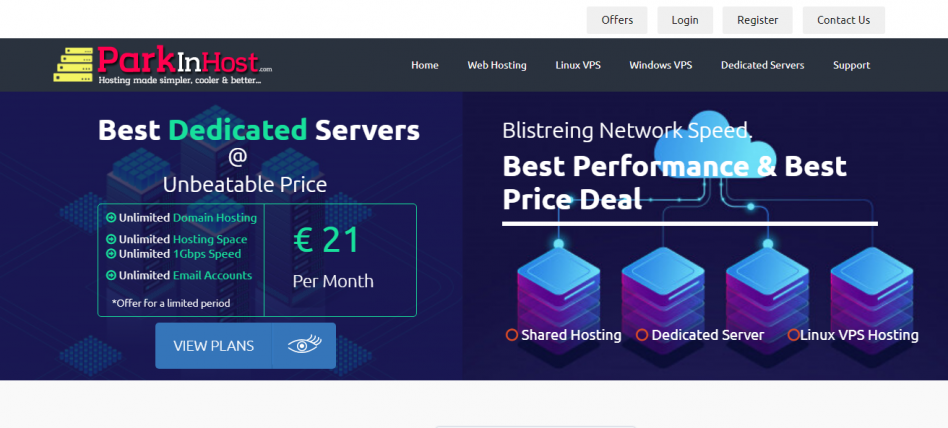 Offers Login Register Contact Us
ParkInHost.com
Hosting made simpler, cooler & better...
Home Web Hosting Linux VPS Windows VPS Dedicated Servers Support
Best Dedicated Servers
@
Unbeatable Price
Unlimited Domain Hosting
Unlimited Hosting Space
Unlimited 1Gbps Speed
Unlimited Email Accounts
*Offer for a limited period
€ 21
Per Month
VIEW PLANS
Blistreing Network Speed.
Best Performance & Best
Price Deal
Shared Hosting Dedicated Server Linux VPS Hosting